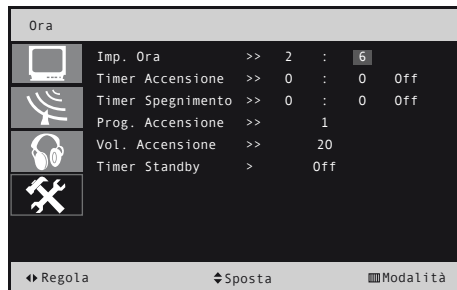 Ora
Imp. Ora >> 2 : 6
Timer Accensione >> 0 : 0 Off
Timer Spegnimento >> 0 : 0 Off
Prog. Accensione >> 1
Vol. Accensione >> 20
Timer Standby > Off
Regola Sposta Modalità